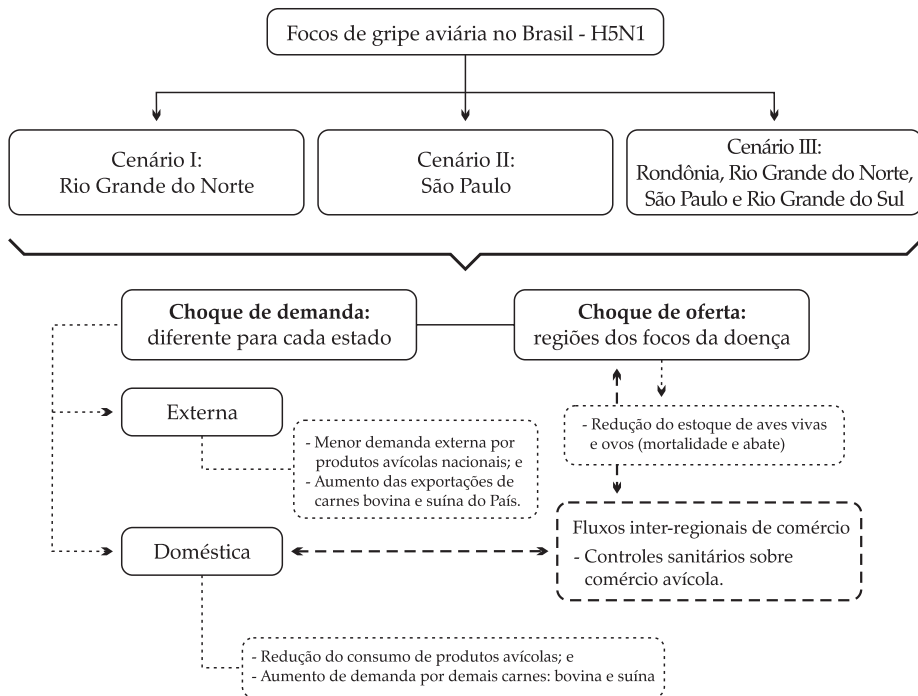 Focos de gripe aviária no Brasil - H5N1
Cenário I:
Rio Grande do Norte
Cenário II:
São Paulo
Cenário III:
Rondônia, Rio Grande do Norte,
São Paulo e Rio Grande do Sul
Choque de demanda:
diferente para cada estado
Choque de oferta:
regiões dos focos da doença
Externa
- Menor demanda externa por
produtos avícolas nacionais; e
- Aumento das exportações de
carnes bovina e suína do País.
- Redução do estoque de aves vivas
e ovos (mortalidade e abate)
Doméstica
Fluxos inter-regionais de comércio
- Controles sanitários sobre
comércio avícola.
- Redução do consumo de produtos avícolas; e
- Aumento de demanda por demais carnes: bovina e suína